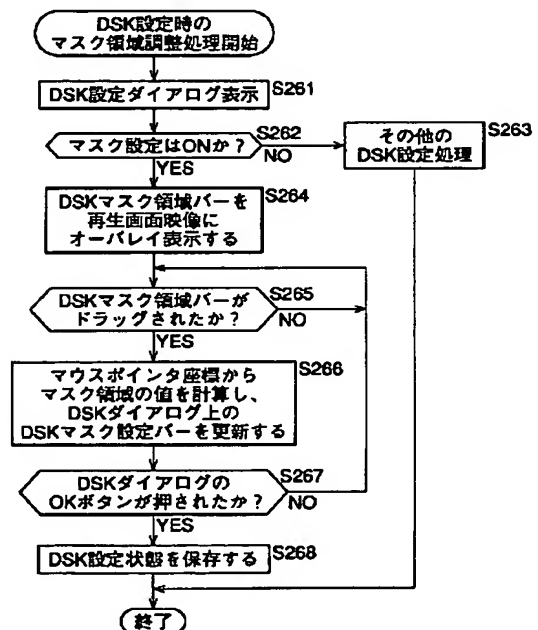 DSK設定時の
マスク領域調整処理開始
DSK設定ダイアログ表示
S261
マスク設定はONか?
S262
NO
YES
その他の
DSK設定処理
S263
DSKマスク領域バーを
再生画面映像に
オーバレイ表示する
S264
DSKマスク領域バーが
ドラッグされたか?
S265
NO
YES
マウスポインタ座標から
マスク領域の値を計算し、
DSKダイアログ上の
DSKマスク設定バーを更新する
S266
DSKダイアログの
OKボタンが押されたか?
S267
NO
YES
DSK設定状態を保存する
S268
終了